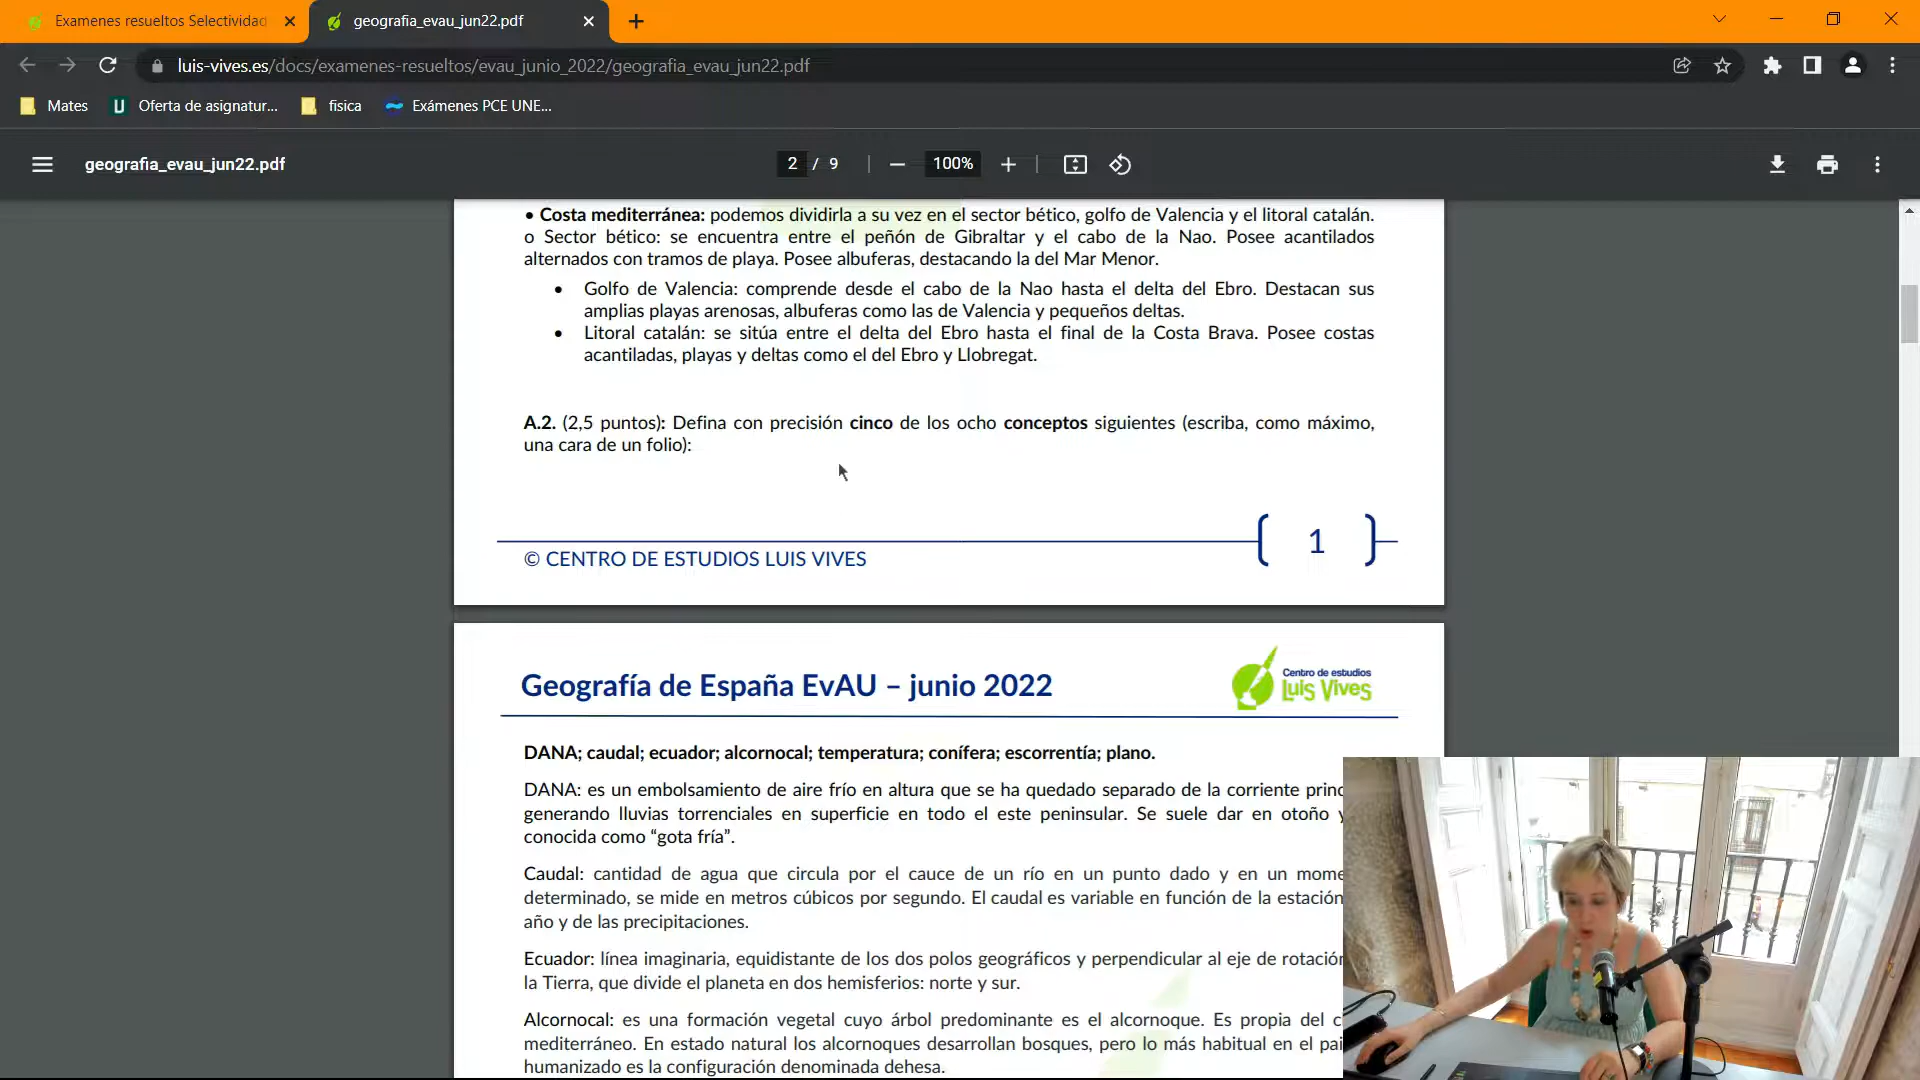 Examenes resueltos Selectividad
geografia_evau_jun22.pdf
luis-vives.es/docs/examenes-resueltos/evau_junio_2022/geografia_evau_jun22.pdf
Mates
Oferta de asignatur...
fisica
Exámenes PCE UNE...
geografia_evau_jun22.pdf
2 / 9
100%
• Costa mediterránea: podemos dividirla a su vez en el sector bético, golfo de Valencia y el litoral catalán.
o Sector bético: se encuentra entre el peñón de Gibraltar y el cabo de la Nao. Posee acantilados
alternados con tramos de playa. Posee albuferas, destacando la del Mar Menor.
• Golfo de Valencia: comprende desde el cabo de la Nao hasta el delta del Ebro. Destacan sus
amplias playas arenosas, albuferas como las de Valencia y pequeños deltas.
• Litoral catalán: se sitúa entre el delta del Ebro hasta el final de la Costa Brava. Posee costas
acantiladas, playas y deltas como el del Ebro y Llobregat.
A.2. (2,5 puntos): Defina con precisión cinco de los ocho conceptos siguientes (escriba, como máximo,
una cara de un folio):
1
© CENTRO DE ESTUDIOS LUIS VIVES
Geografía de España EvAU – junio 2022
Centro de estudios
Luis Vives
DANA; caudal; ecuador; alcornocal; temperatura; conífera; escorrentía; plano.
DANA: es un embolsamiento de aire frío en altura que se ha quedado separado de la corriente princ
generando lluvias torrenciales en superficie en todo el este peninsular. Se suele dar en otoño y
conocida como “gota fría”.
Caudal: cantidad de agua que circula por el cauce de un río en un punto dado y en un mome
determinado, se mide en metros cúbicos por segundo. El caudal es variable en función de la estación
año y de las precipitaciones.
Ecuador: línea imaginaria, equidistante de los dos polos geográficos y perpendicular al eje de rotación
la Tierra, que divide el planeta en dos hemisferios: norte y sur.
Alcornocal: es una formación vegetal cuyo árbol predominante es el alcornoque. Es propia del c
mediterráneo. En estado natural los alcornoques desarrollan bosques, pero lo más habitual en el pai
humanizado es la configuración denominada dehesa.